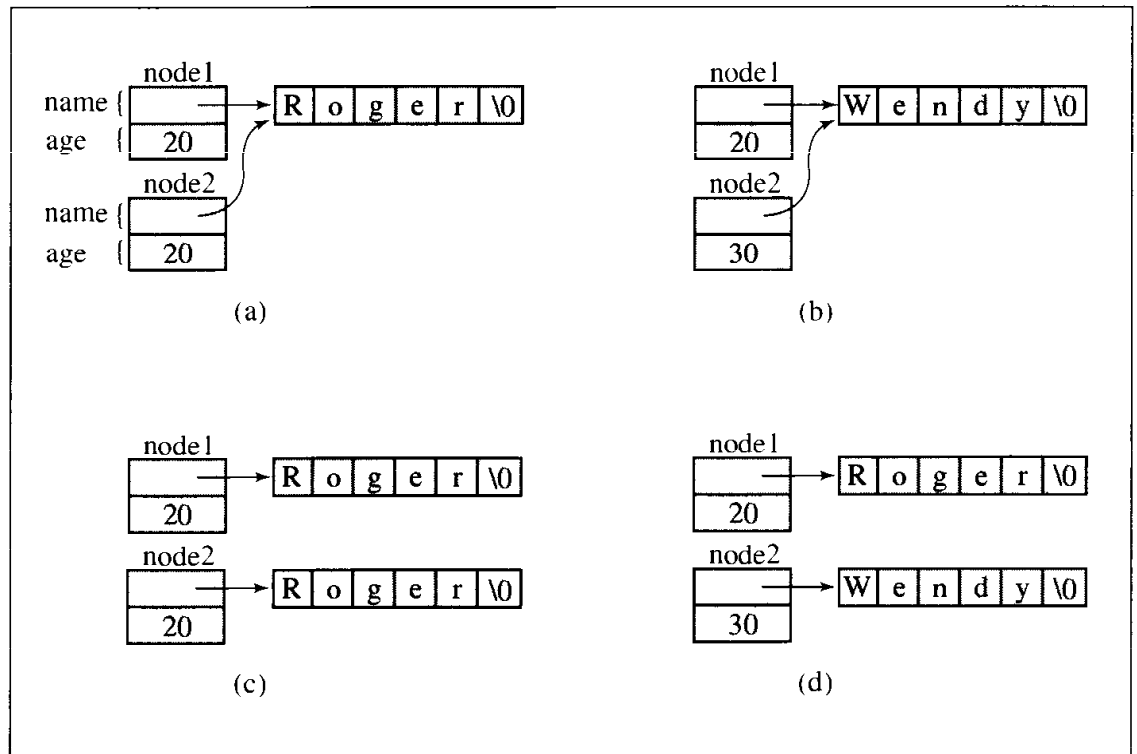 node1
name { R o g e r \0
age { 20
node2
name {
age { 20
(a)
node1
W e n d y \0
20
node2
30
(b)
node1
R o g e r \0
20
node2
R o g e r \0
20
(c)
node1
R o g e r \0
20
node2
W e n d y \0
30
(d)